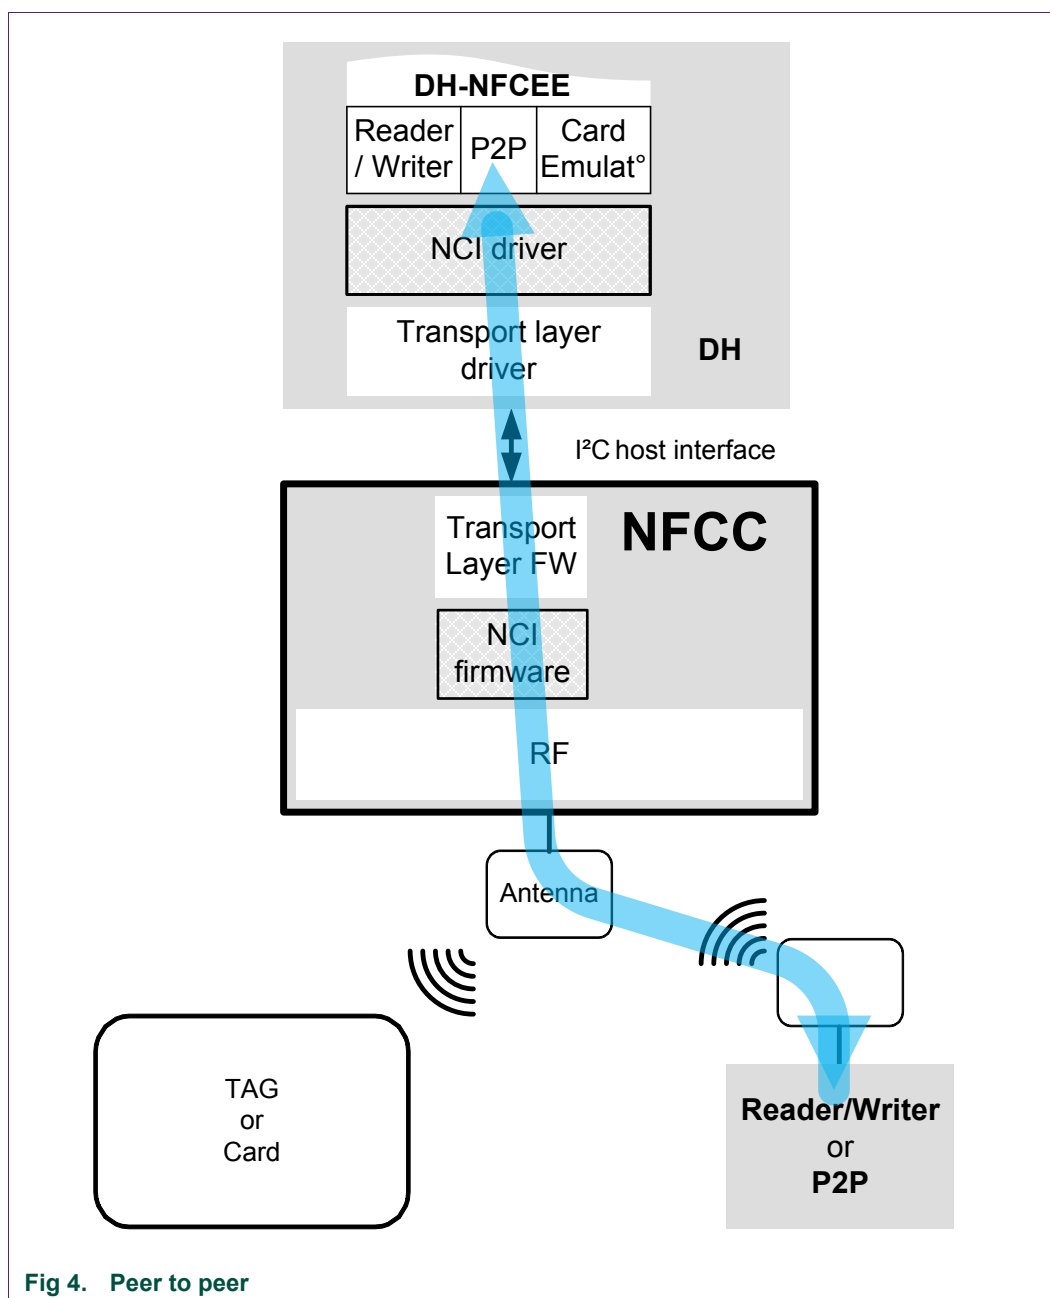 DH-NFCEE
Reader
/ Writer
P2P
Card
Emulat°
NCI driver
Transport layer
driver
DH
I²C host interface
NFCC
Transport
Layer FW
NCI
firmware
RF
Antenna
TAG
or
Card
Reader/Writer
or
P2P
Fig 4. Peer to peer